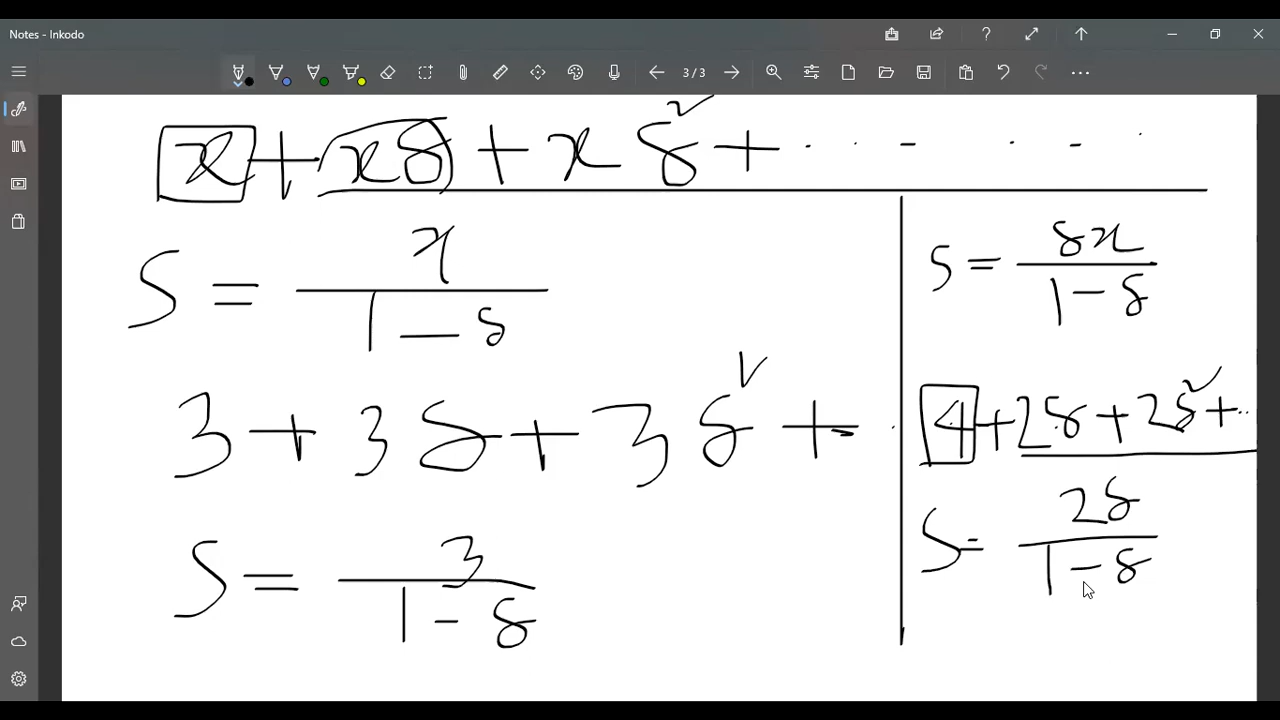 Notes - Inkodo
3/3
x + xδ + xδ² + . . - . -
S = x / (1 - δ)
3 + 3δ + 3δ² + - .
S = 3 / (1 - δ)
S = δx / (1 - δ)
4 + 2δ + 2δ² + ..
S = 2δ / (1 - δ)